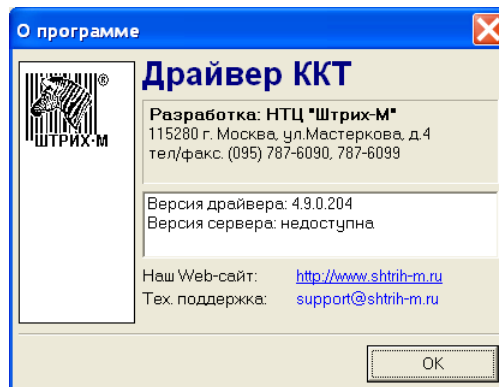 О программе
Драйвер ККТ
®
ШТРИХ-М
Разработка: НТЦ "Штрих-М"
115280 г. Москва, ул.Мастеркова, д.4
тел/факс. (095) 787-6090, 787-6099
Версия драйвера: 4.9.0.204
Версия сервера: недоступна
Наш Web-сайт: http://www.shtrih-m.ru
Тех. поддержка: support@shtrih-m.ru
OK